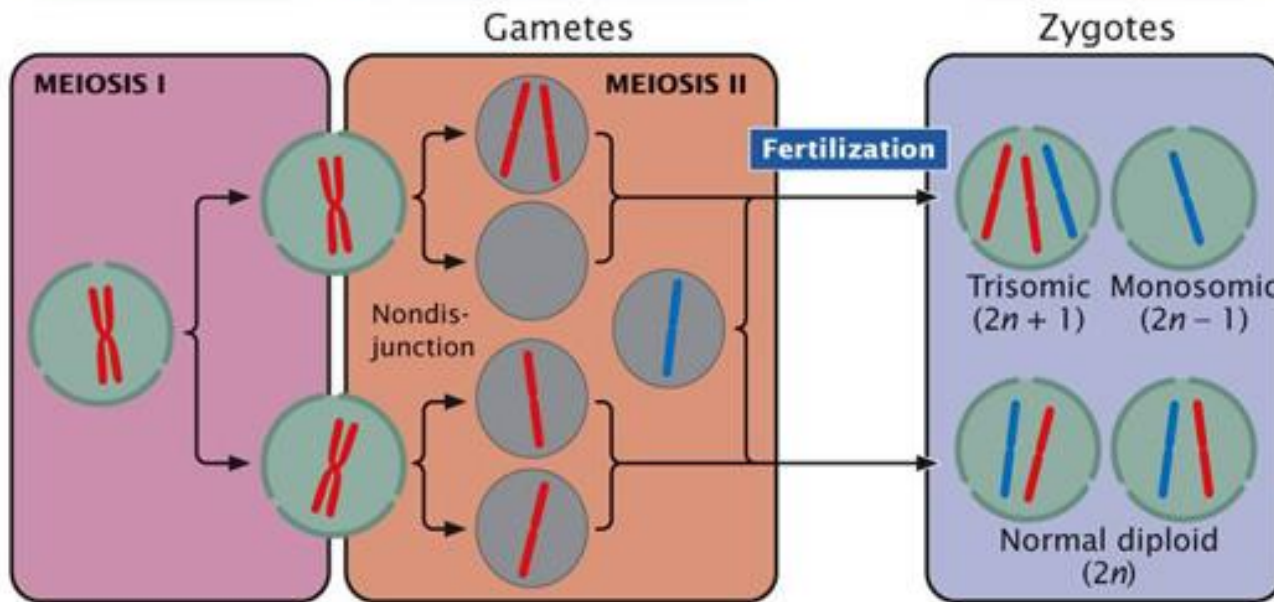 Gametes
Zygotes
MEIOSIS I
MEIOSIS II
Fertilization
Nondis-
junction
Trisomic
(2n + 1)
Monosomic
(2n − 1)
Normal diploid
(2n)